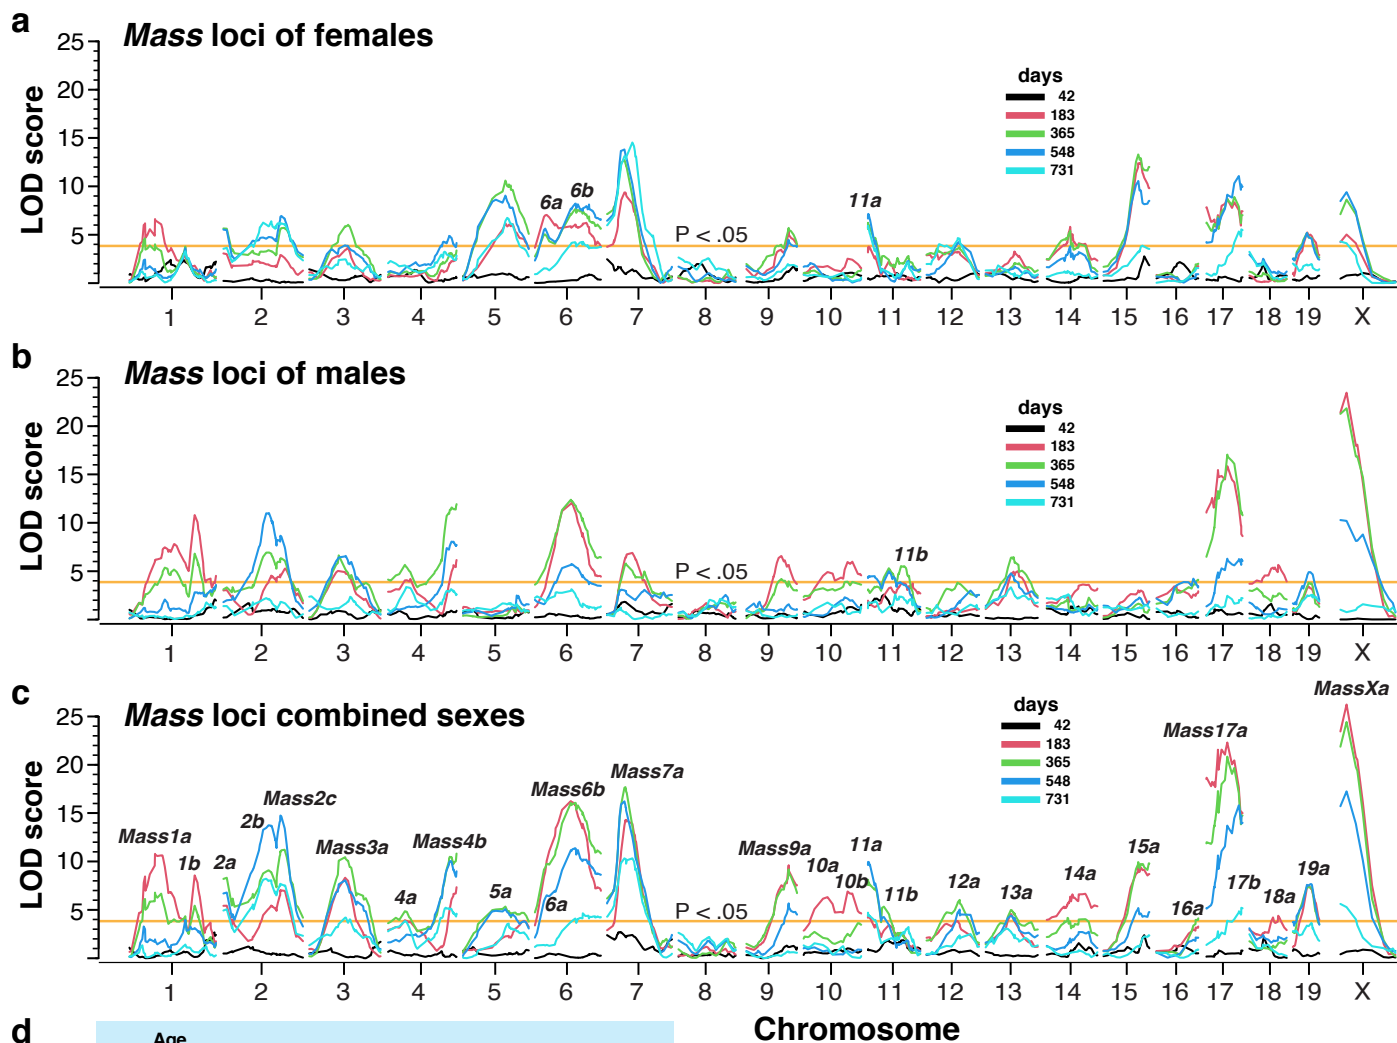 a
Mass loci of females
25
20
15
10
5
LOD score
days
42
183
365
548
731
6a
6b
11a
P < .05
1 2 3 4 5 6 7 8 9 10 11 12 13 14 15 16 17 18 19 X
b
Mass loci of males
25
20
15
10
5
LOD score
days
42
183
365
548
731
11b
P < .05
1 2 3 4 5 6 7 8 9 10 11 12 13 14 15 16 17 18 19 X
c
Mass loci combined sexes
25
20
15
10
5
LOD score
days
42
183
365
548
731
MassXa
Mass17a
Mass7a
Mass6b
Mass2c
2b
Mass1a
1b
2a
Mass3a
Mass4b
4a
5a
6a
Mass9a
10a
10b
11a
11b
12a
13a
14a
15a
16a
17b
18a
19a
P < .05
1 2 3 4 5 6 7 8 9 10 11 12 13 14 15 16 17 18 19 X
Chromosome
d
Age